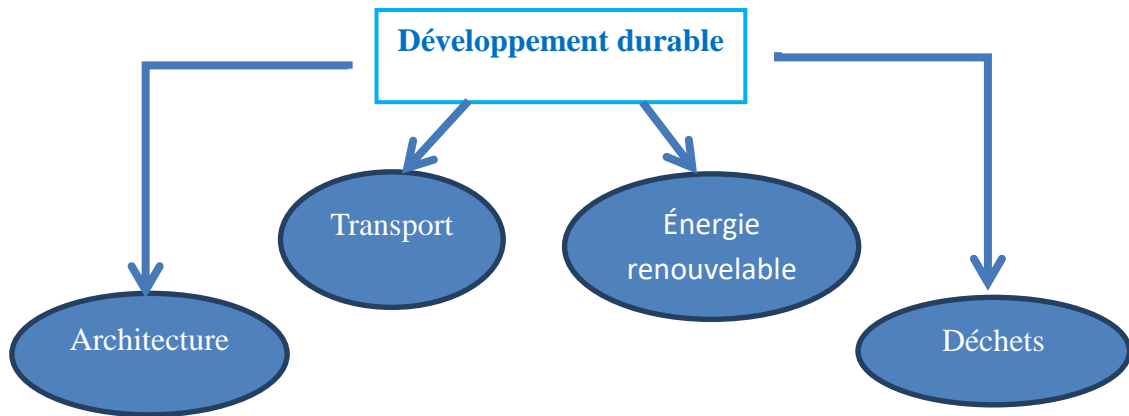 Développement durable
Transport
Énergie
renouvelable
Architecture
Déchets